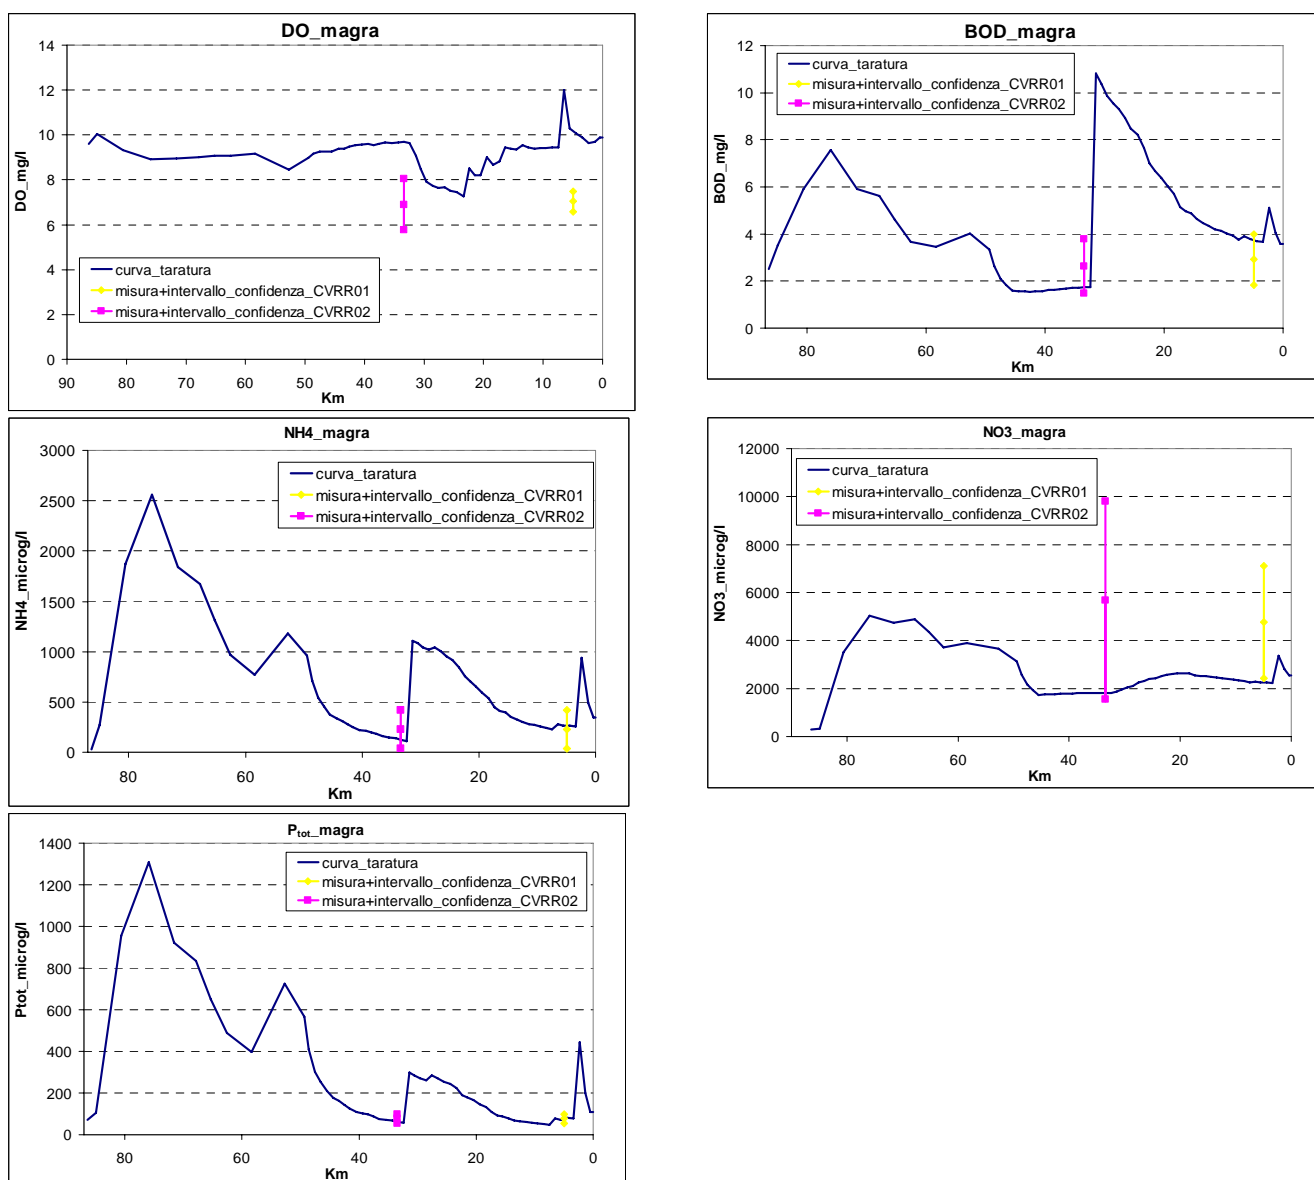 DO_magra
14
12
10
8
6
4
2
0
DO_mg/l
curva_taratura
misura+intervallo_confidenza_CVRR01
misura+intervallo_confidenza_CVRR02
90 80 70 60 50 40 30 20 10 0
Km
BOD_magra
12
10
8
6
4
2
0
BOD_mg/l
curva_taratura
misura+intervallo_confidenza_CVRR01
misura+intervallo_confidenza_CVRR02
80 60 40 20 0
Km
NH4_magra
3000
2500
2000
1500
1000
500
0
NH4_microg/l
curva_taratura
misura+intervallo_confidenza_CVRR01
misura+intervallo_confidenza_CVRR02
80 60 40 20 0
Km
NO3_magra
12000
10000
8000
6000
4000
2000
0
NO3_microg/l
curva_taratura
misura+intervallo_confidenza_CVRR01
misura+intervallo_confidenza_CVRR02
80 60 40 20 0
Km
Ptot_magra
1400
1200
1000
800
600
400
200
0
Ptot_microg/l
curva_taratura
misura+intervallo_confidenza_CVRR01
misura+intervallo_confidenza_CVRR02
80 60 40 20 0
Km